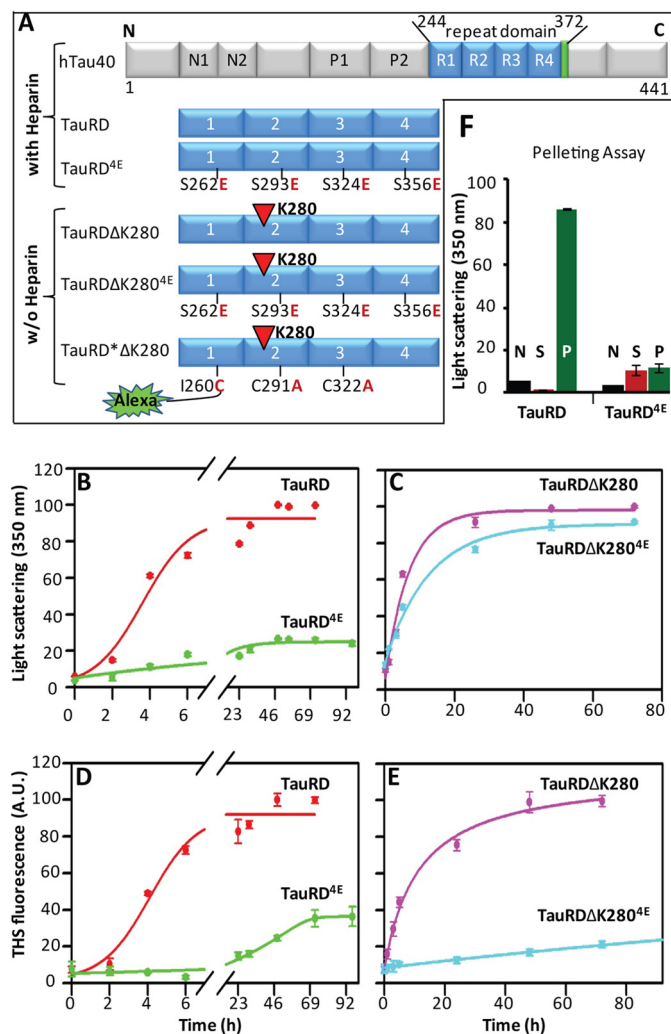 A
N
244
repeat domain
372
C
hTau40
N1
N2
P1
P2
R1
R2
R3
R4
1
441
with Heparin
TauRD
1
2
3
4
TauRD4E
1
2
3
4
S262E
S293E
S324E
S356E
w/o Heparin
K280
TauRDΔK280
1
2
3
4
K280
TauRDΔK2804E
1
2
3
4
S262E
S293E
S324E
S356E
K280
TauRD*ΔK280
1
2
3
4
I260C
C291A
C322A
Alexa
F
Pelleting Assay
Light scattering (350 nm)
100
80
60
40
20
0
N
S
P
N
S
P
TauRD
TauRD4E
B
Light scattering (350 nm)
120
100
80
60
40
20
0
TauRD
TauRD4E
0
2
4
6
23
46
69
92
C
TauRDΔK280
TauRDΔK2804E
0
20
40
60
80
D
THS fluorescence (A.U.)
120
100
80
60
40
20
0
TauRD
TauRD4E
0
2
4
6
23
46
69
92
Time (h)
E
TauRDΔK280
TauRDΔK2804E
0
20
40
60
80
Time (h)